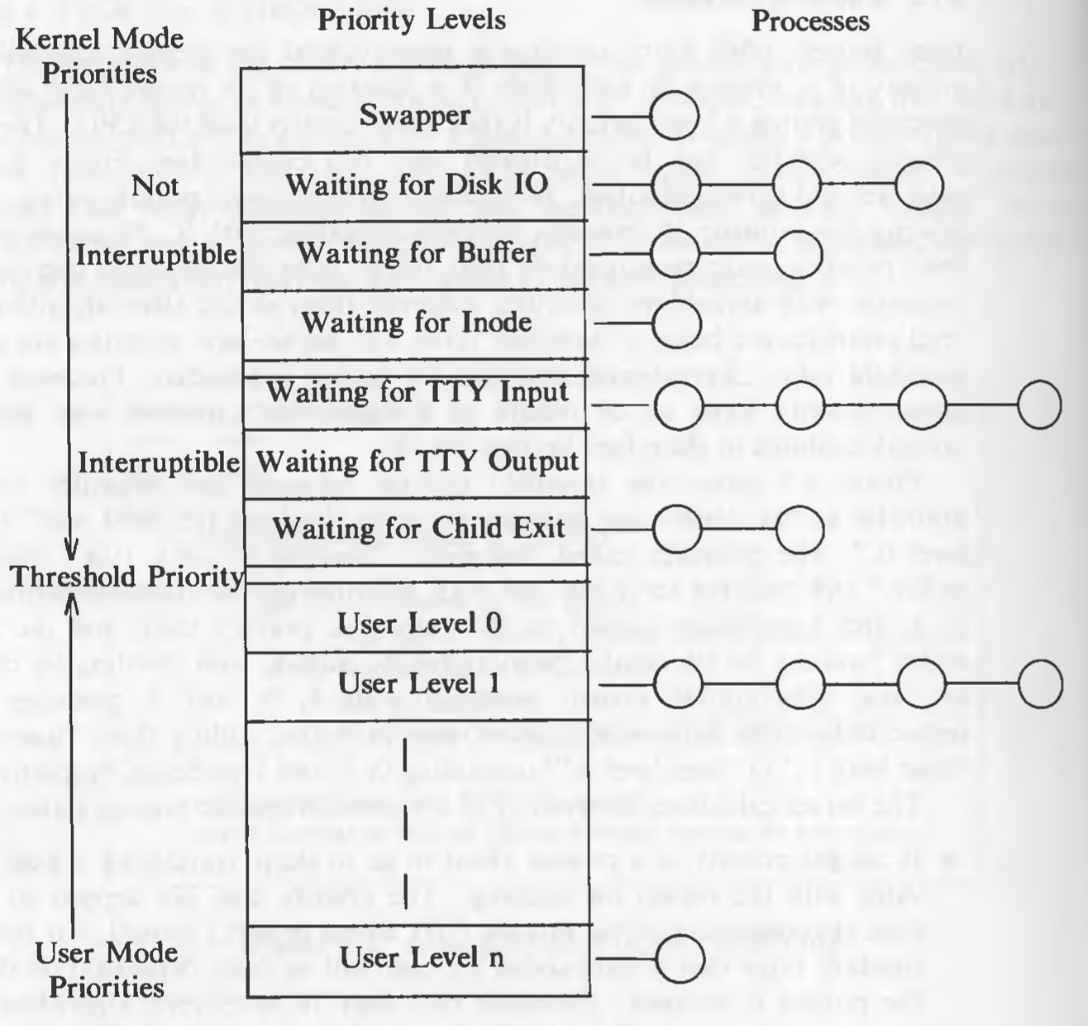 Priority Levels
Processes
Kernel Mode
Priorities
Swapper
Not
Waiting for Disk IO
Interruptible
Waiting for Buffer
Waiting for Inode
Waiting for TTY Input
Interruptible
Waiting for TTY Output
Waiting for Child Exit
Threshold Priority
User Level 0
User Level 1
User Level n
User Mode
Priorities